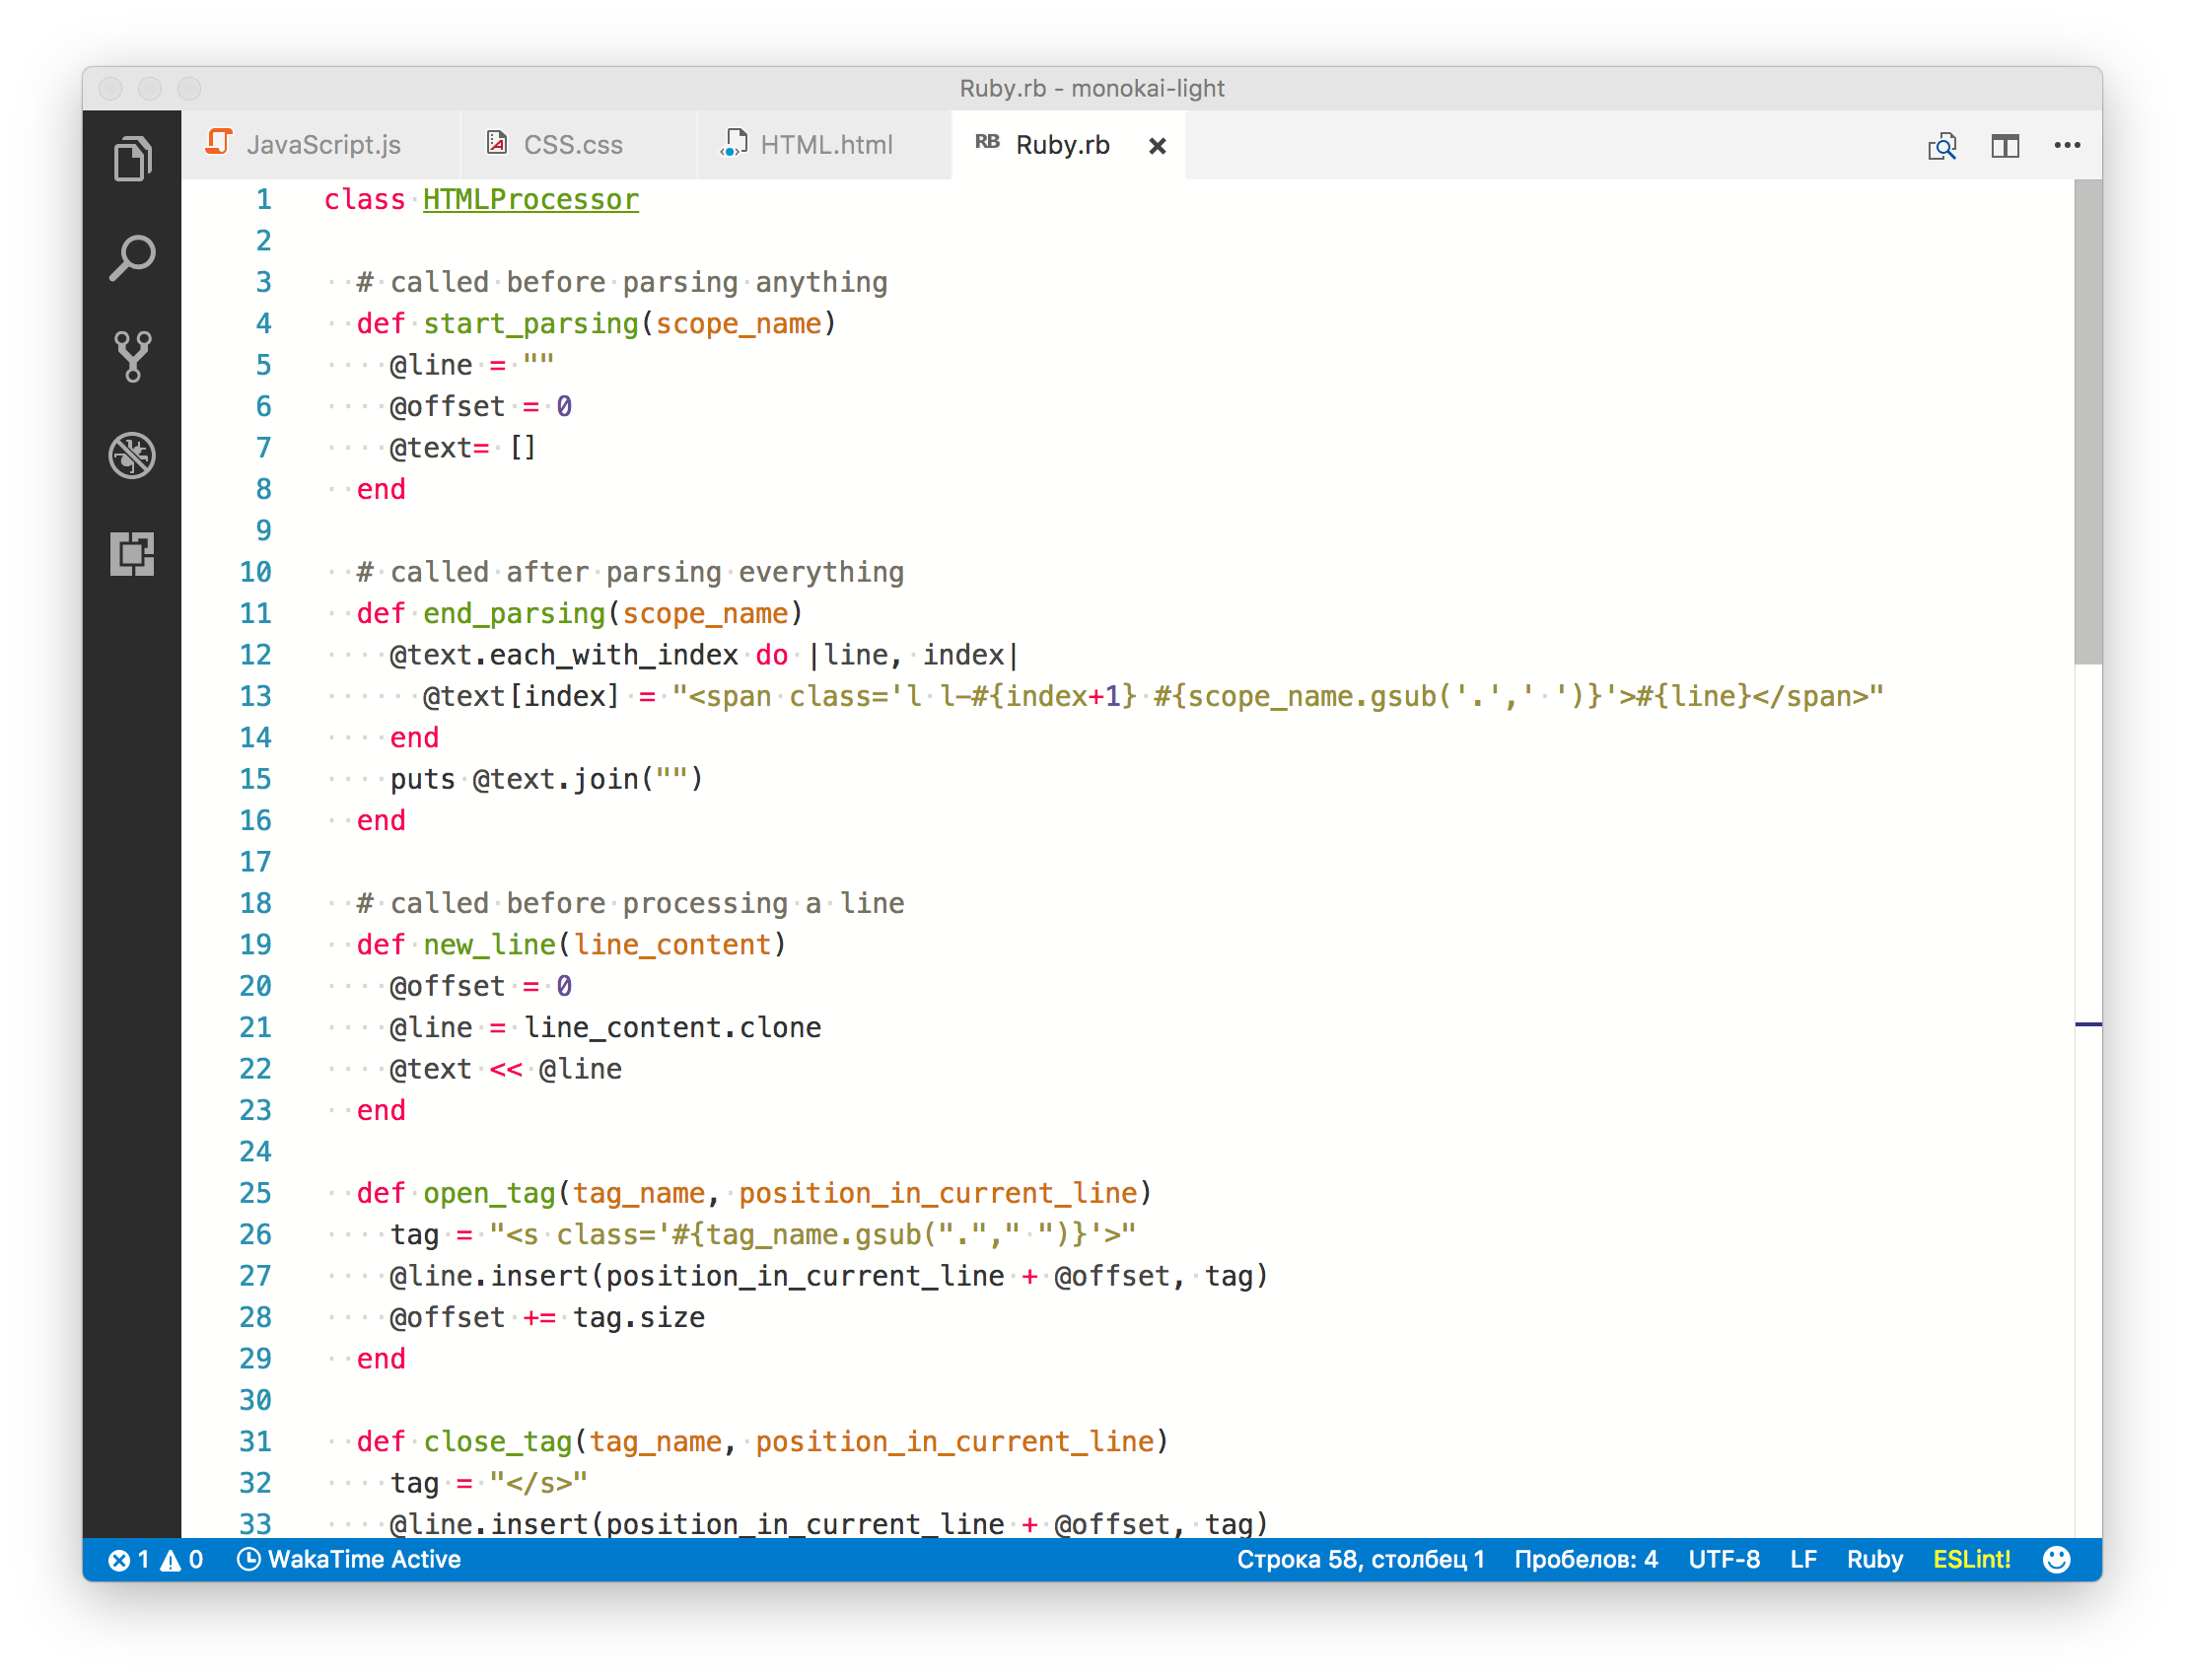 Ruby.rb - monokai-light
JavaScript.js CSS.css HTML.html RB Ruby.rb
1 class HTMLProcessor
2
3   # called before parsing anything
4   def start_parsing(scope_name)
5     @line = ""
6     @offset = 0
7     @text= []
8   end
9
10   # called after parsing everything
11   def end_parsing(scope_name)
12     @text.each_with_index do |line, index|
13       @text[index] = "<span class='l l-#{index+1} #{scope_name.gsub('.',' ')}'>#{line}</span>"
14     end
15     puts @text.join("")
16   end
17
18   # called before processing a line
19   def new_line(line_content)
20     @offset = 0
21     @line = line_content.clone
22     @text << @line
23   end
24
25   def open_tag(tag_name, position_in_current_line)
26     tag = "<s class='#{tag_name.gsub("."," ")}'>"
27     @line.insert(position_in_current_line + @offset, tag)
28     @offset += tag.size
29   end
30
31   def close_tag(tag_name, position_in_current_line)
32     tag = "</s>"
33     @line.insert(position_in_current_line + @offset, tag)
1 0 WakaTime Active Строка 58, столбец 1 Пробелов: 4 UTF-8 LF Ruby ESLint!